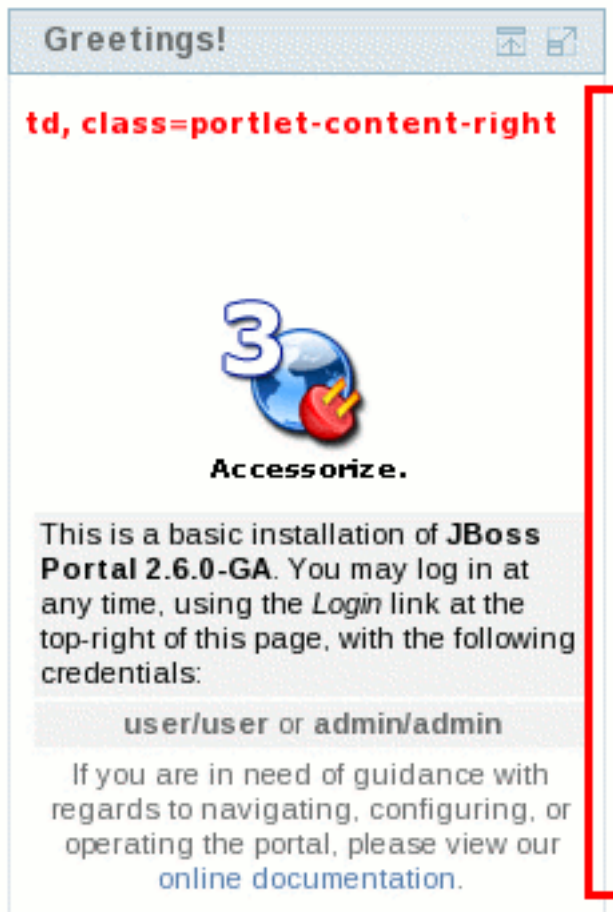 Greetings!
td, class=portlet-content-right
3
Accessorize.
This is a basic installation of JBoss
Portal 2.6.0-GA. You may log in at
any time, using the Login link at the
top-right of this page, with the following
credentials:
user/user or admin/admin
If you are in need of guidance with
regards to navigating, configuring, or
operating the portal, please view our
online documentation.